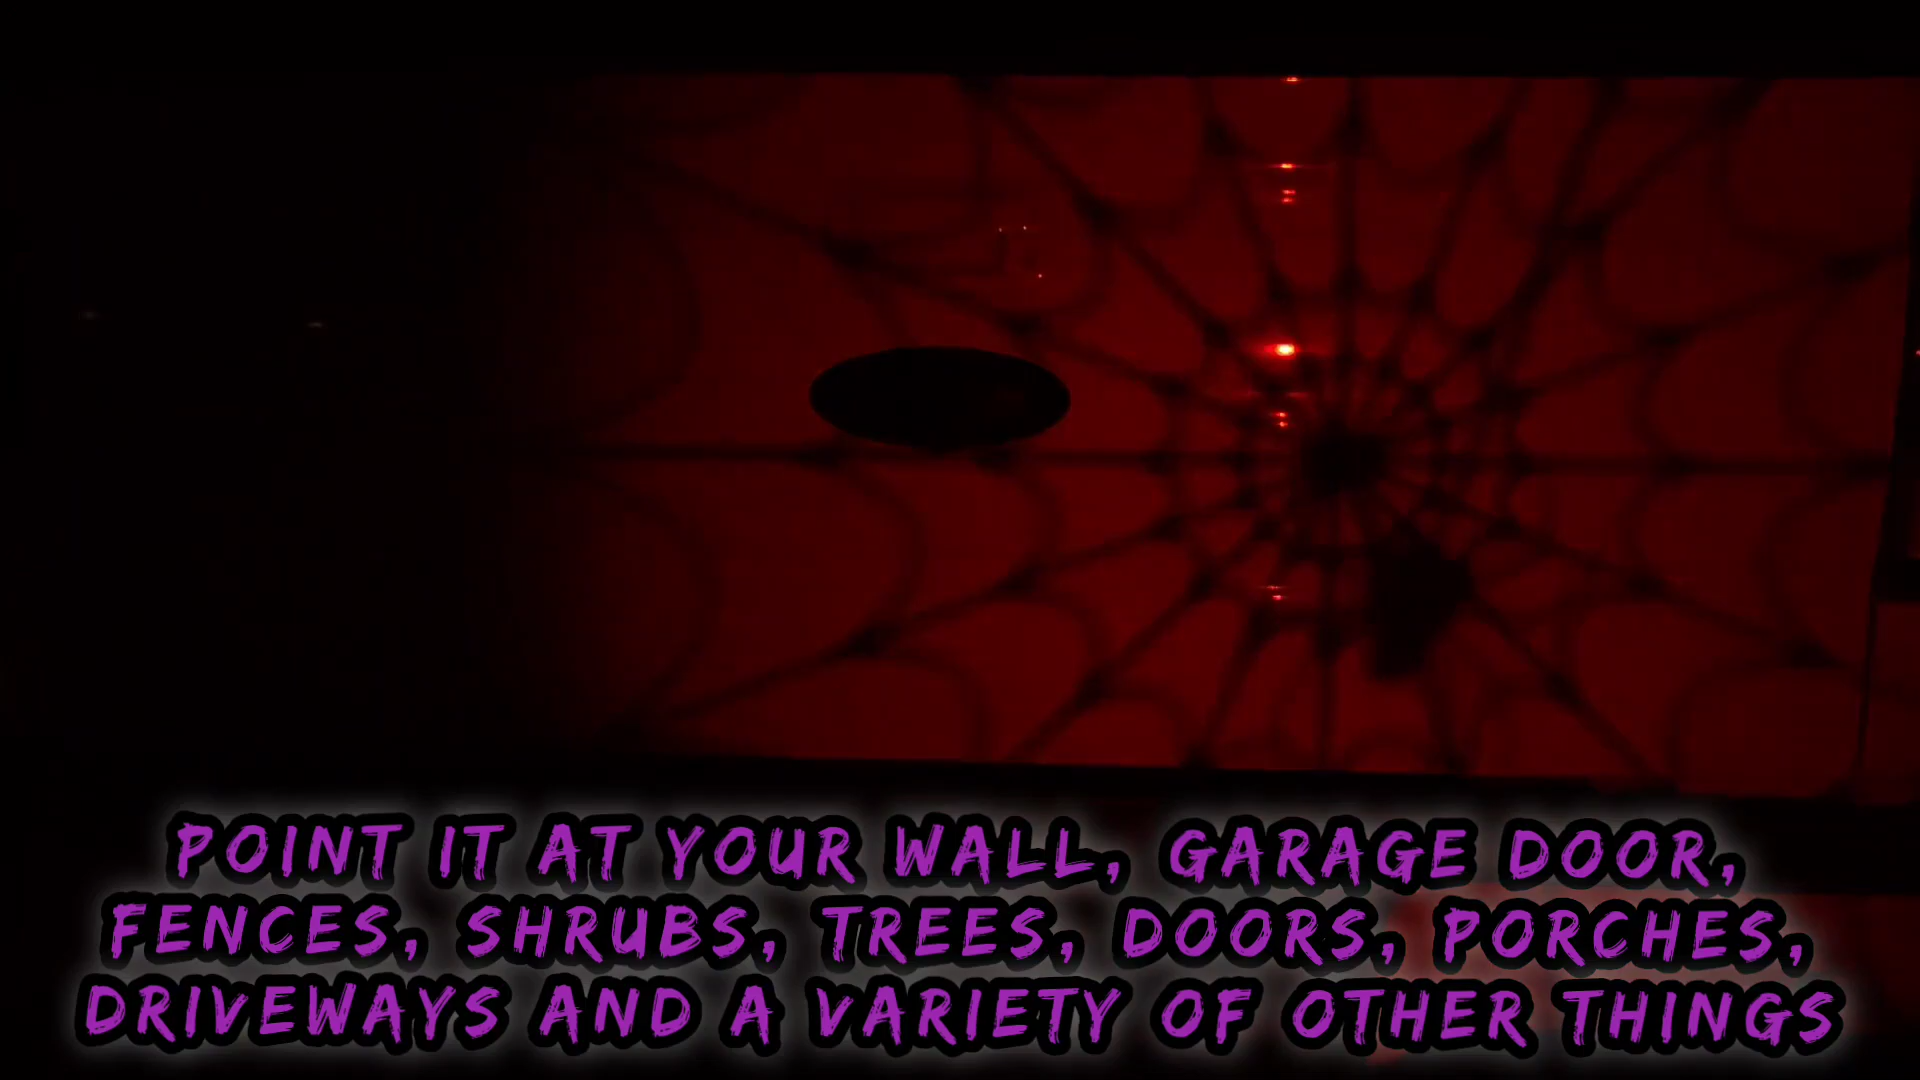 POINT IT AT YOUR WALL, GARAGE DOOR,
FENCES, SHRUBS, TREES, DOORS, PORCHES,
DRIVEWAYS AND A VARIETY OF OTHER THINGS